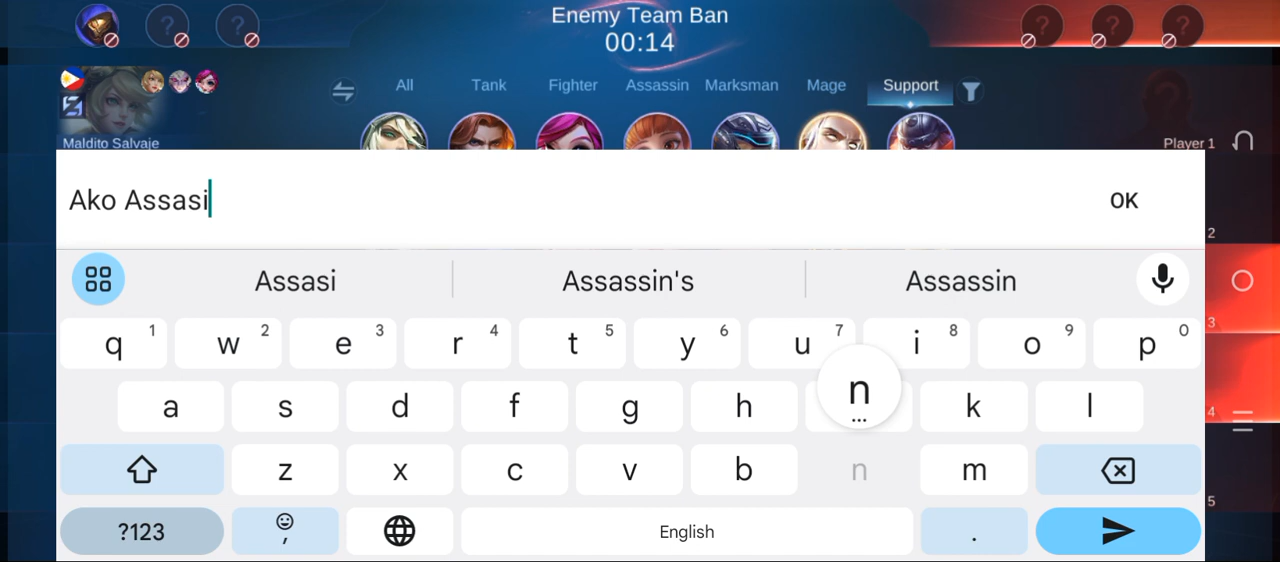 Enemy Team Ban
00:14
All Tank Fighter Assassin Marksman Mage Support
Maldito Salvaje
Player 1
Ako Assasi
OK
2
Assasi Assassin's Assassin
q 1 w 2 e 3 r 4 t 5 y 6 u 7 i 8 o 9 p 0
3
n
...
a s d f g h k l
4
z x c v b n m
5
?123 , English .